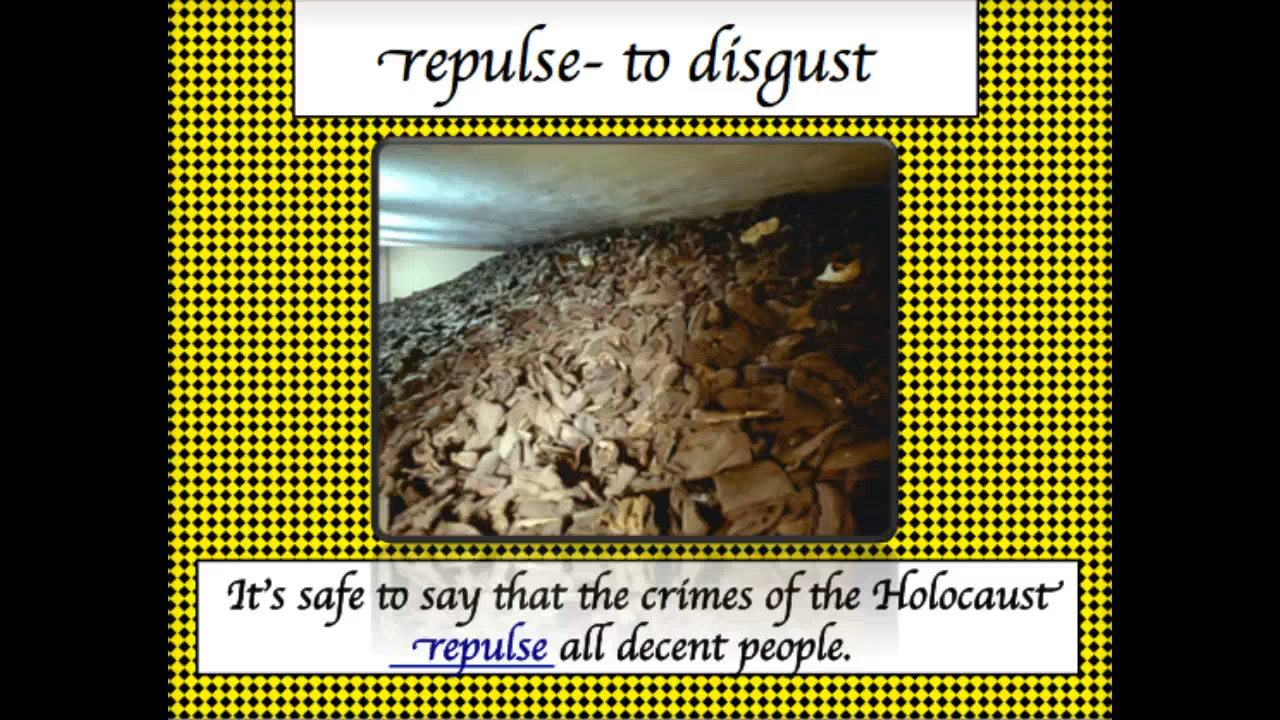 repulse- to disgust
It's safe to say that the crimes of the Holocaust
repulse all decent people.